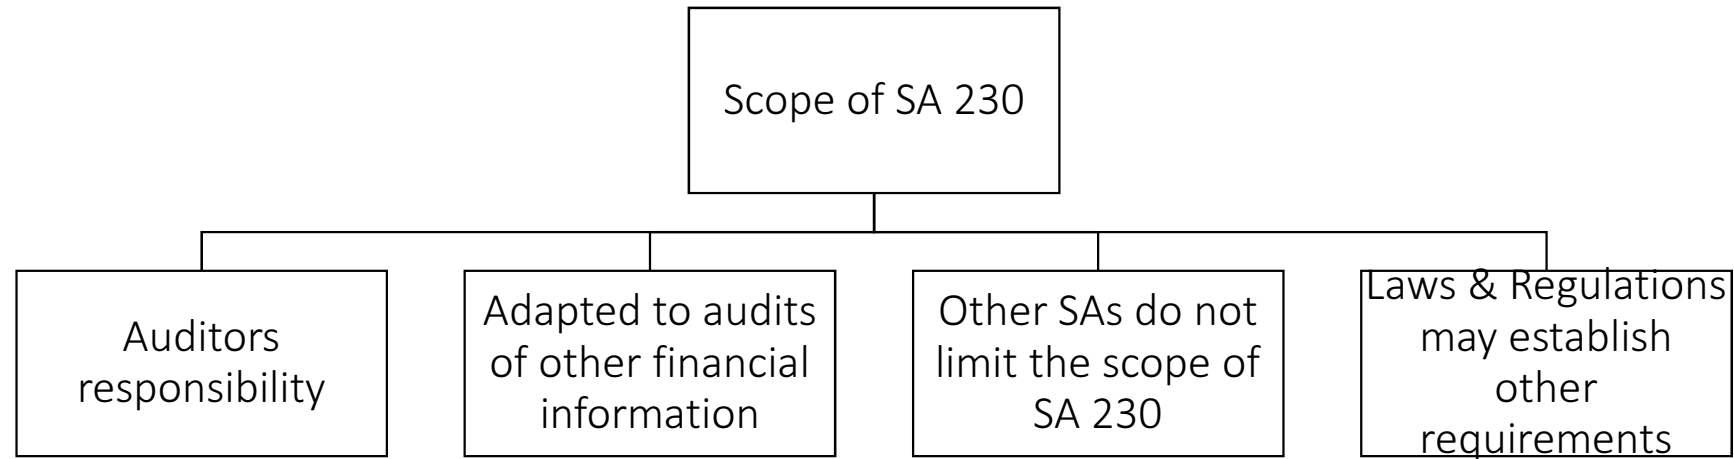 Scope of SA 230
Auditors
responsibility
Adapted to audits
of other financial
information
Other SAs do not
limit the scope of
SA 230
Laws & Regulations
may establish
other
requirements